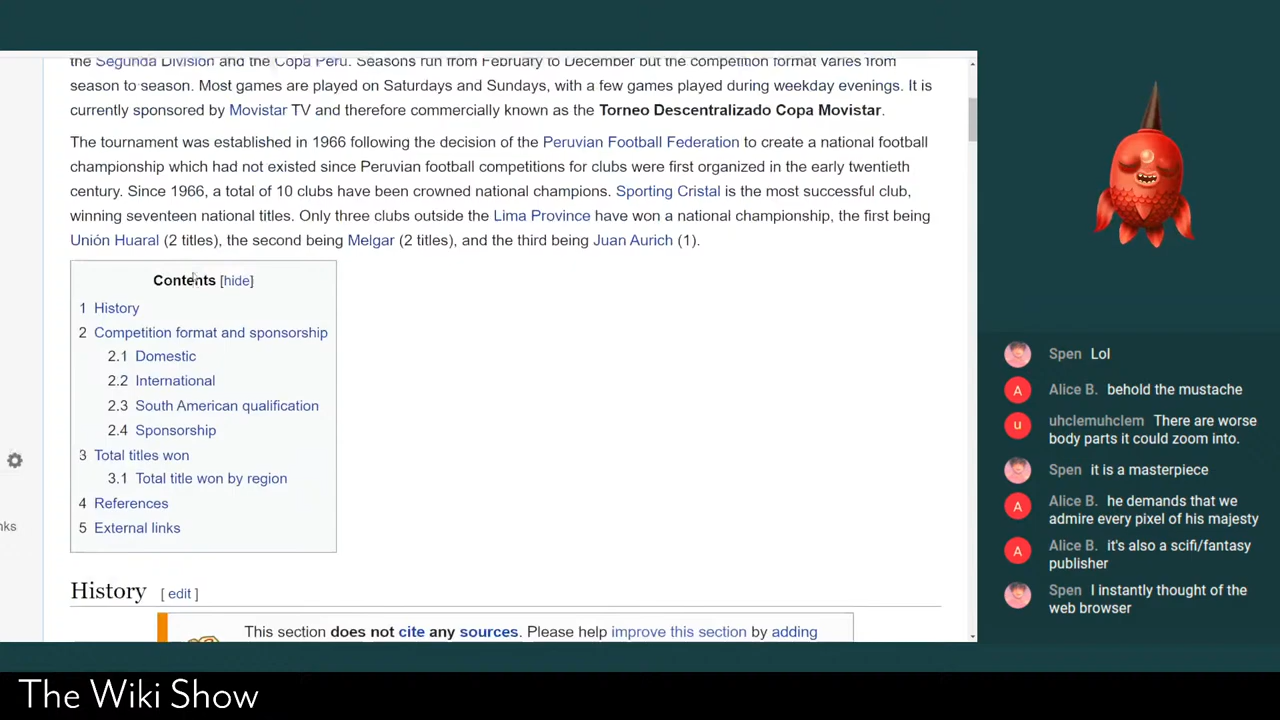 the Segunda División and the Copa Perú. Seasons run from February to December but the competition format varies from
season to season. Most games are played on Saturdays and Sundays, with a few games played during weekday evenings. It is
currently sponsored by Movistar TV and therefore commercially known as the Torneo Descentralizado Copa Movistar.
The tournament was established in 1966 following the decision of the Peruvian Football Federation to create a national football
championship which had not existed since Peruvian football competitions for clubs were first organized in the early twentieth
century. Since 1966, a total of 10 clubs have been crowned national champions. Sporting Cristal is the most successful club,
winning seventeen national titles. Only three clubs outside the Lima Province have won a national championship, the first being
Unión Huaral (2 titles), the second being Melgar (2 titles), and the third being Juan Aurich (1).
Contents [hide]
1 History
2 Competition format and sponsorship
2.1 Domestic
2.2 International
2.3 South American qualification
2.4 Sponsorship
3 Total titles won
3.1 Total title won by region
4 References
5 External links
nks
History [ edit ]
This section does not cite any sources. Please help improve this section by adding
Spen Lol
A Alice B. behold the mustache
u uhclemuhclem There are worse
body parts it could zoom into.
Spen it is a masterpiece
A Alice B. he demands that we
admire every pixel of his majesty
A Alice B. it's also a scifi/fantasy
publisher
Spen I instantly thought of the
web browser
The Wiki Show